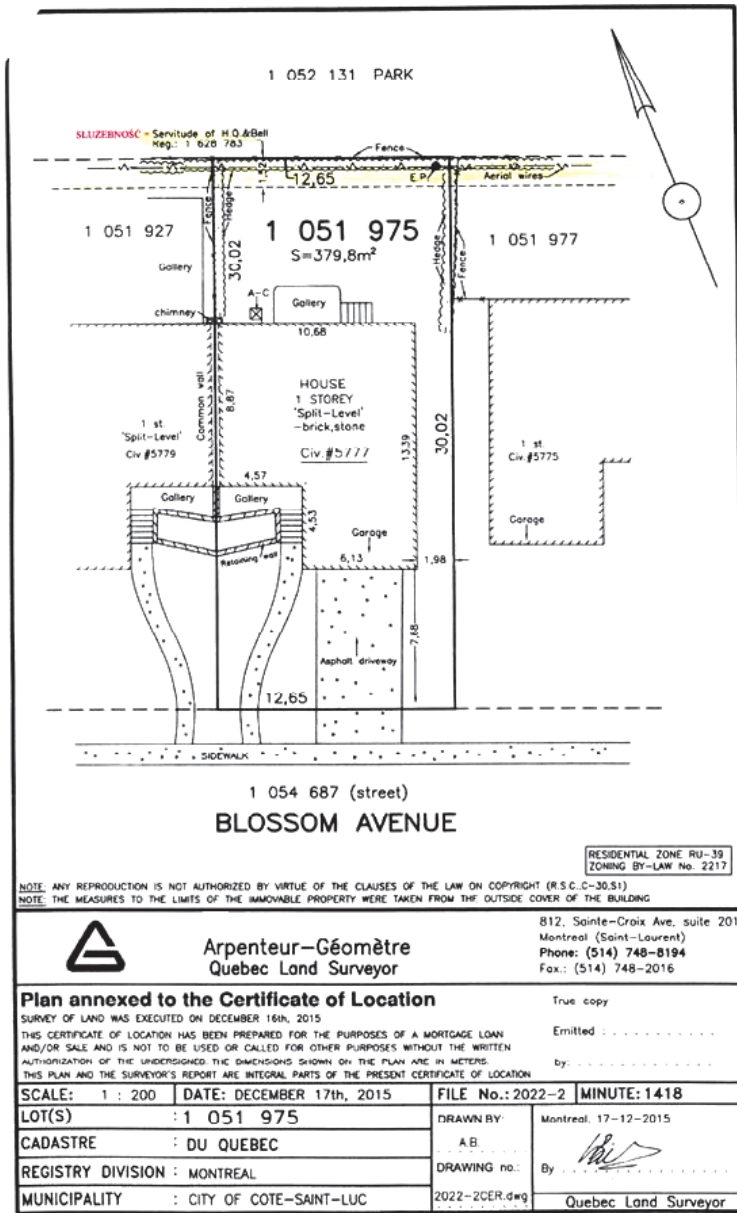 1 052 131 PARK
SŁUŻEBNOŚĆ - Servitude of H.Q.&Bell
Reg.: 1 628 783
Fence
1,52
12,65
E.P.
Aerial wires
1 051 927
Fence
Hedge
1 051 975
S=379,8m²
Hedge
Fence
1 051 977
Gallery
30,02
A-C
Gallery
chimney
10,68
Common wall
8,87
HOUSE
1 STOREY
'Split-Level'
-brick,stone
Civ.#5777
13,39
30,02
1 st.
'Split-Level'
Civ.#5779
1 st.
Civ.#5775
4,57
Gallery
Gallery
4,53
Retaining wall
Garage
6,13
1,98
Garage
7,68
Asphalt driveway
12,65
SIDEWALK
1 054 687 (street)
BLOSSOM AVENUE
RESIDENTIAL ZONE RU-39
ZONING BY-LAW No. 2217
NOTE: ANY REPRODUCTION IS NOT AUTHORIZED BY VIRTUE OF THE CLAUSES OF THE LAW ON COPYRIGHT (R.S.C.,C-30,S1)
NOTE: THE MEASURES TO THE LIMITS OF THE IMMOVABLE PROPERTY WERE TAKEN FROM THE OUTSIDE COVER OF THE BUILDING
Arpenteur-Géomètre
Quebec Land Surveyor
812, Sainte-Croix Ave, suite 201
Montreal (Saint-Laurent)
Phone: (514) 748-8194
Fax.: (514) 748-2016
Plan annexed to the Certificate of Location
SURVEY OF LAND WAS EXECUTED ON DECEMBER 16th, 2015
THIS CERTIFICATE OF LOCATION HAS BEEN PREPARED FOR THE PURPOSES OF A MORTGAGE LOAN
AND/OR SALE AND IS NOT TO BE USED OR CALLED FOR OTHER PURPOSES WITHOUT THE WRITTEN
AUTHORIZATION OF THE UNDERSIGNED. THE DIMENSIONS SHOWN ON THE PLAN ARE IN METERS.
THIS PLAN AND THE SURVEYOR'S REPORT ARE INTEGRAL PARTS OF THE PRESENT CERTIFICATE OF LOCATION
True copy
Emitted : . . . . . . . . . . .
by: . . . . . . . . . . . . . .
SCALE: 1 : 200 DATE: DECEMBER 17th, 2015 FILE No.: 2022-2 MINUTE: 1418
LOT(S) : 1 051 975
CADASTRE : DU QUEBEC
REGISTRY DIVISION : MONTREAL
MUNICIPALITY : CITY OF COTE-SAINT-LUC
DRAWN BY:
A.B.
DRAWING no.:
2022-2CER.dwg
Montreal, 17-12-2015
By
Quebec Land Surveyor